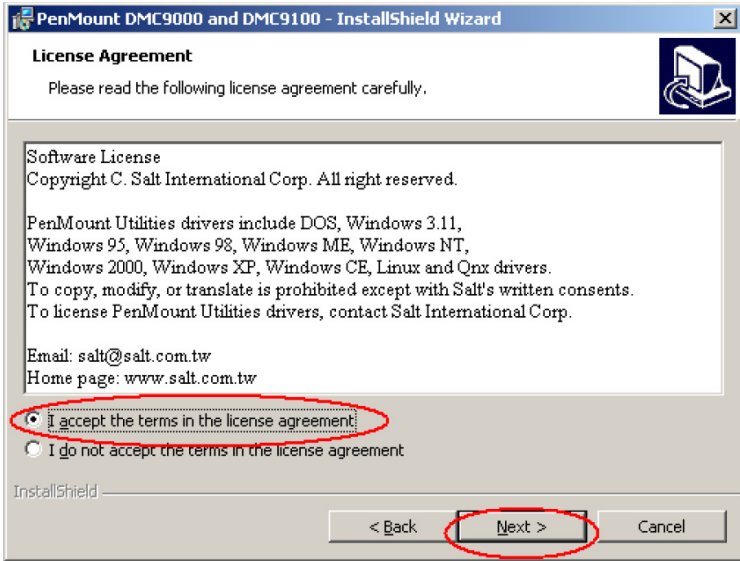 PenMount DMC9000 and DMC9100 - InstallShield Wizard
License Agreement
Please read the following license agreement carefully.
Software License
Copyright C. Salt International Corp. All right reserved.
PenMount Utilities drivers include DOS, Windows 3.11,
Windows 95, Windows 98, Windows ME, Windows NT,
Windows 2000, Windows XP, Windows CE, Linux and Qnx drivers.
To copy, modify, or translate is prohibited except with Salt's written consents.
To license PenMount Utilities drivers, contact Salt International Corp.
Email: salt@salt.com.tw
Home page: www.salt.com.tw
I accept the terms in the license agreement
I do not accept the terms in the license agreement
InstallShield
< Back Next > Cancel